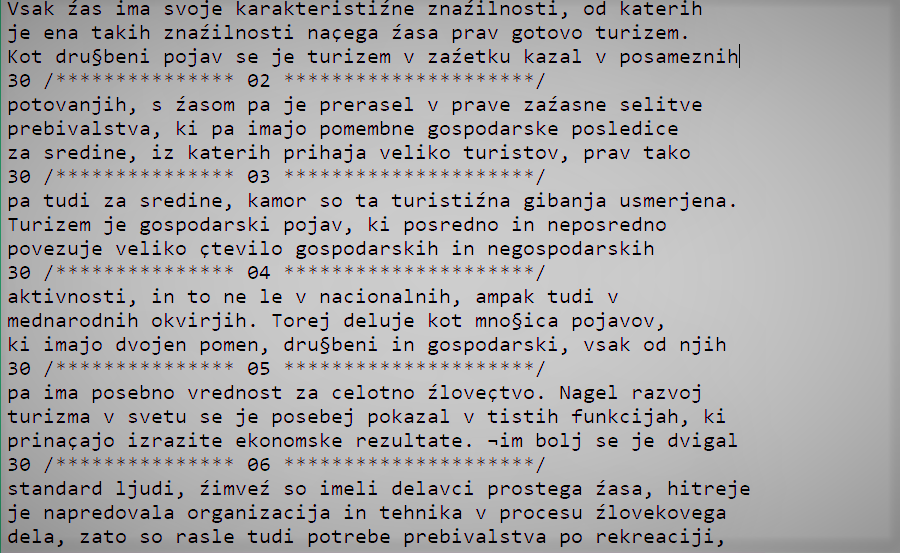 Vsak źas ima svoje karakteristiźne znaźilnosti, od katerih
je ena takih znaźilnosti naçega źasa prav gotovo turizem.
Kot dru§beni pojav se je turizem v zaźetku kazal v posameznih
30 /*************** 02 *********************/
potovanjih, s źasom pa je prerasel v prave zaźasne selitve
prebivalstva, ki pa imajo pomembne gospodarske posledice
za sredine, iz katerih prihaja veliko turistov, prav tako
30 /*************** 03 *********************/
pa tudi za sredine, kamor so ta turistiźna gibanja usmerjena.
Turizem je gospodarski pojav, ki posredno in neposredno
povezuje veliko çtevilo gospodarskih in negospodarskih
30 /*************** 04 *********************/
aktivnosti, in to ne le v nacionalnih, ampak tudi v
mednarodnih okvirjih. Torej deluje kot mno§ica pojavov,
ki imajo dvojen pomen, dru§beni in gospodarski, vsak od njih
30 /*************** 05 *********************/
pa ima posebno vrednost za celotno źloveçtvo. Nagel razvoj
turizma v svetu se je posebej pokazal v tistih funkcijah, ki
prinaçajo izrazite ekonomske rezultate. ¬im bolj se je dvigal
30 /*************** 06 *********************/
standard ljudi, źimveź so imeli delavci prostega źasa, hitreje
je napredovala organizacija in tehnika v procesu źlovekovega
dela, zato so rasle tudi potrebe prebivalstva po rekreaciji,